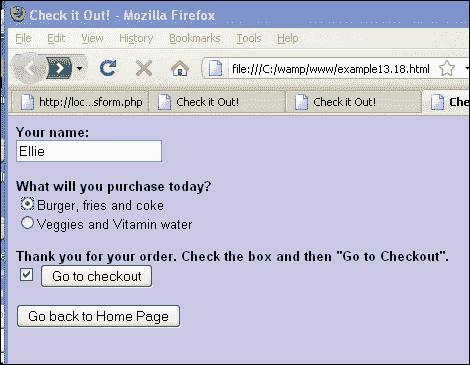 Check it Out! - Mozilla Firefox
File Edit View History Bookmarks Tools Help
file:///C:/wamp/www/example13.18.html
http://loc...sform.php Check it Out! Check it Out! Che
Your name:
Ellie
What will you purchase today?
Burger, fries and coke
Veggies and Vitamin water
Thank you for your order. Check the box and then "Go to Checkout".
Go to checkout
Go back to Home Page